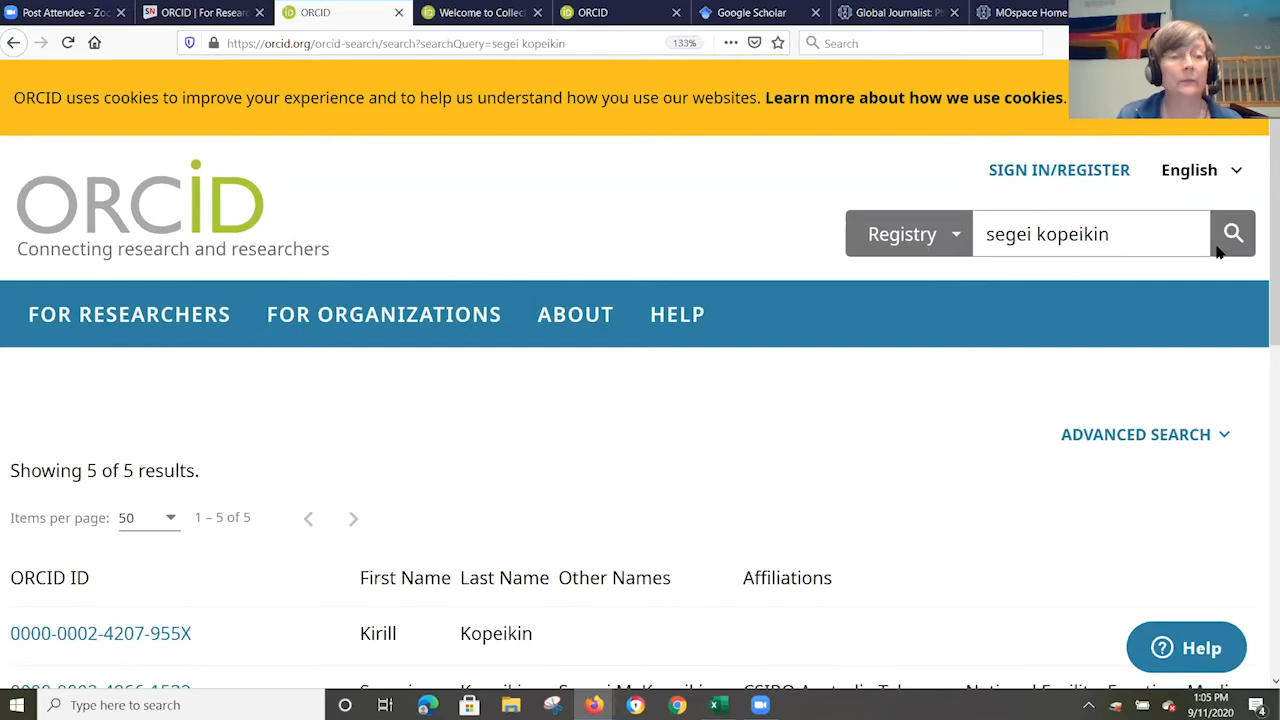 Post Attendee - Zoo
ORCID | For Resear
ORCID
Welcome to Collec
ORCID
Google Scholar
Global Journalist: Ph
MOspace Home
https://orcid.org/orcid-search/search?searchQuery=segei kopeikin
133%
Search
ORCID uses cookies to improve your experience and to help us understand how you use our websites. Learn more about how we use cookies.
ORCiD
Connecting research and researchers
SIGN IN/REGISTER
English
Registry
segei kopeikin
FOR RESEARCHERS
FOR ORGANIZATIONS
ABOUT
HELP
ADVANCED SEARCH
Showing 5 of 5 results.
Items per page: 50
1 – 5 of 5
ORCID ID First Name Last Name Other Names Affiliations
0000-0002-4207-955X Kirill Kopeikin
Help
Type here to search
1:05 PM
9/11/2020
4